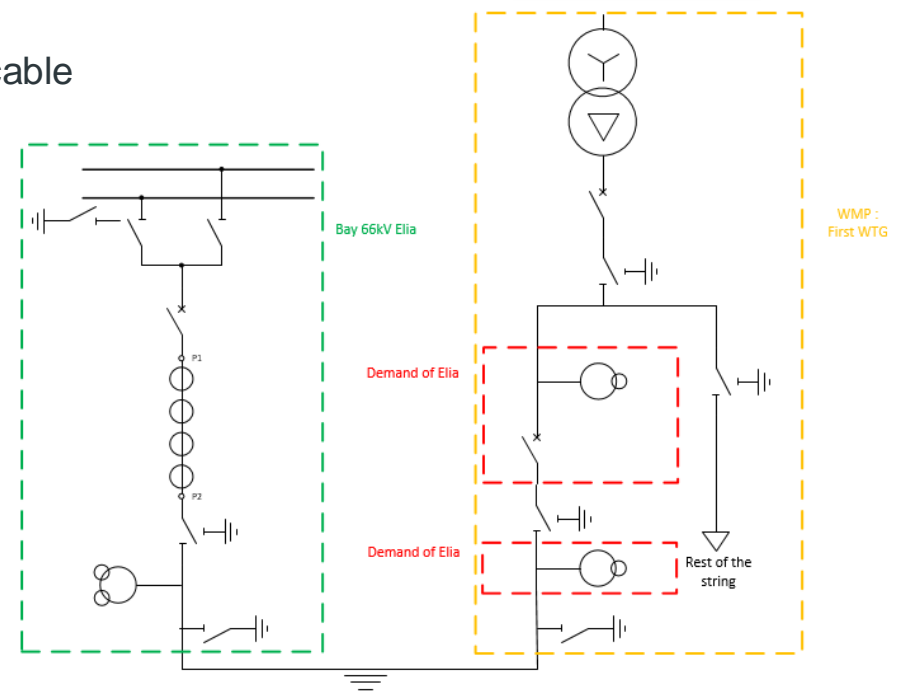 cable
Bay 66kV Elia
P1
P2
WMP :
First WTG
Demand of Elia
Demand of Elia
Rest of the
string